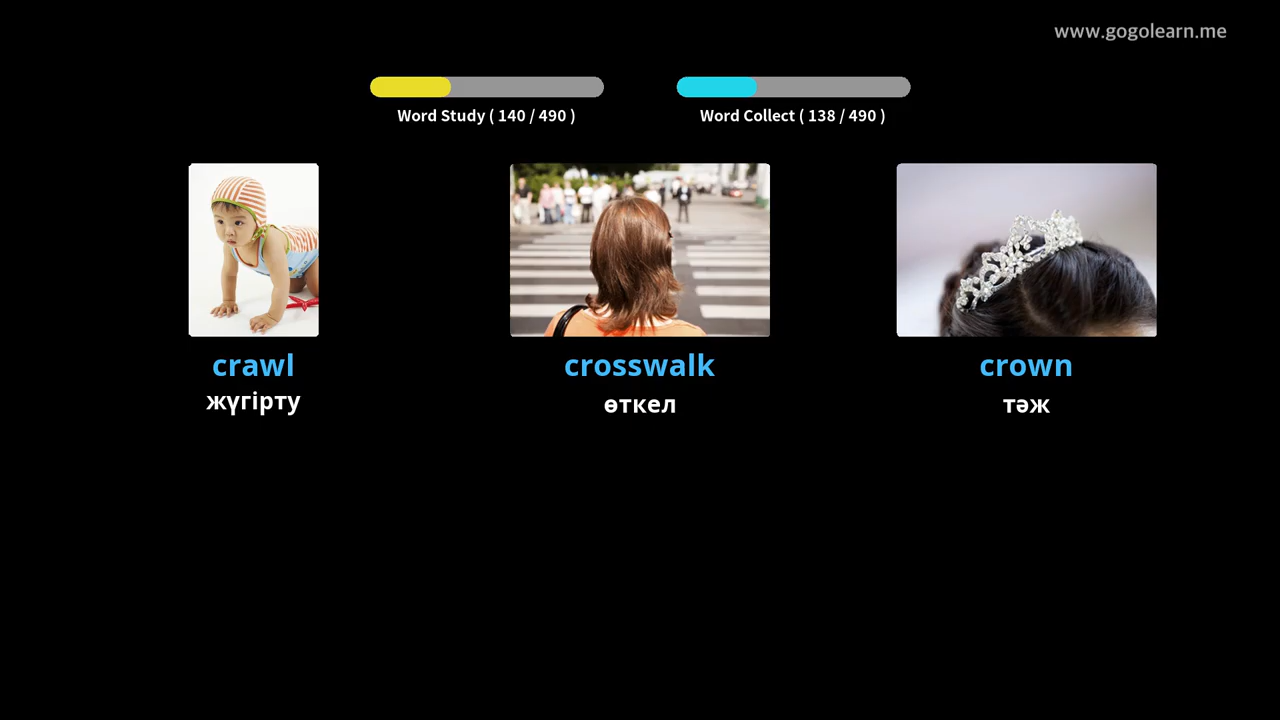 www.gogolearn.me
Word Study ( 140 / 490 )
Word Collect ( 138 / 490 )
crawl
жүгірту
crosswalk
өткел
crown
тәж